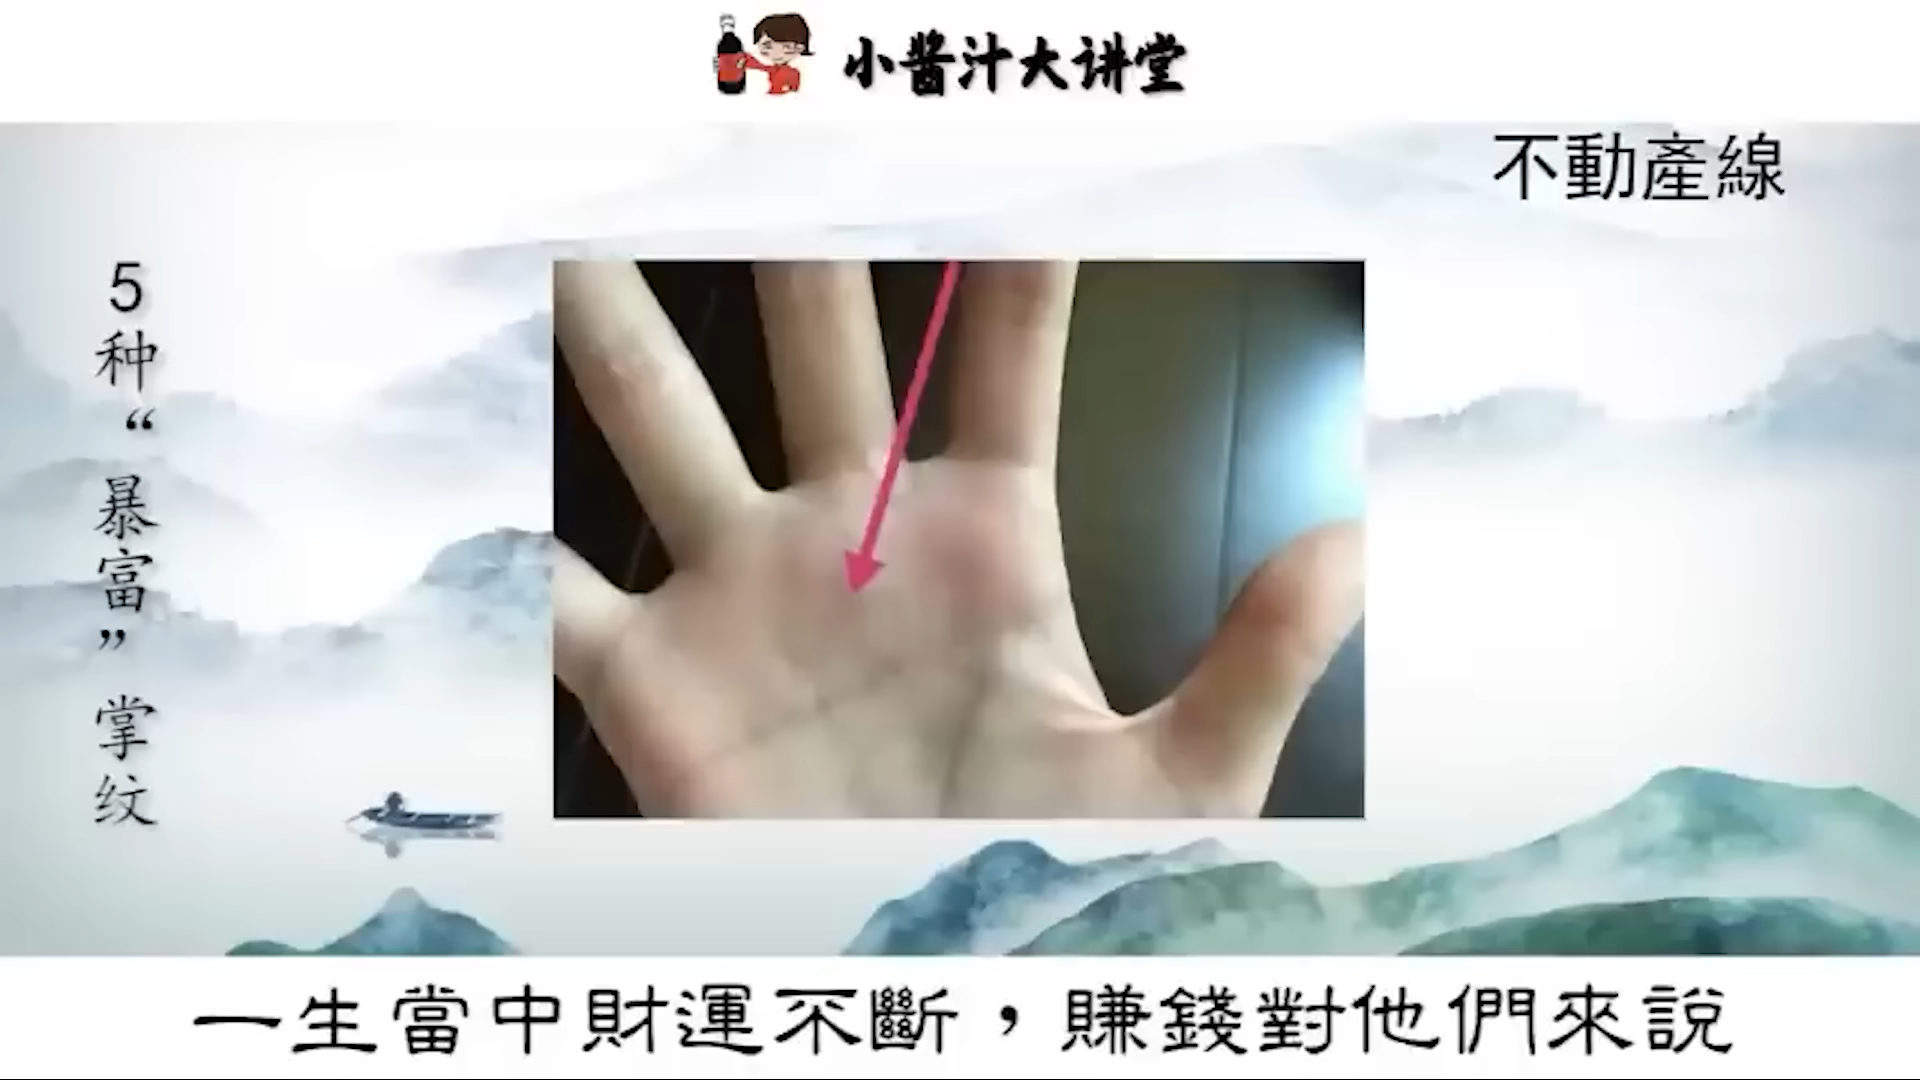 小酱汁大讲堂
不動產線
5种“暴富”掌纹
一生當中財運不斷，賺錢對他們來說